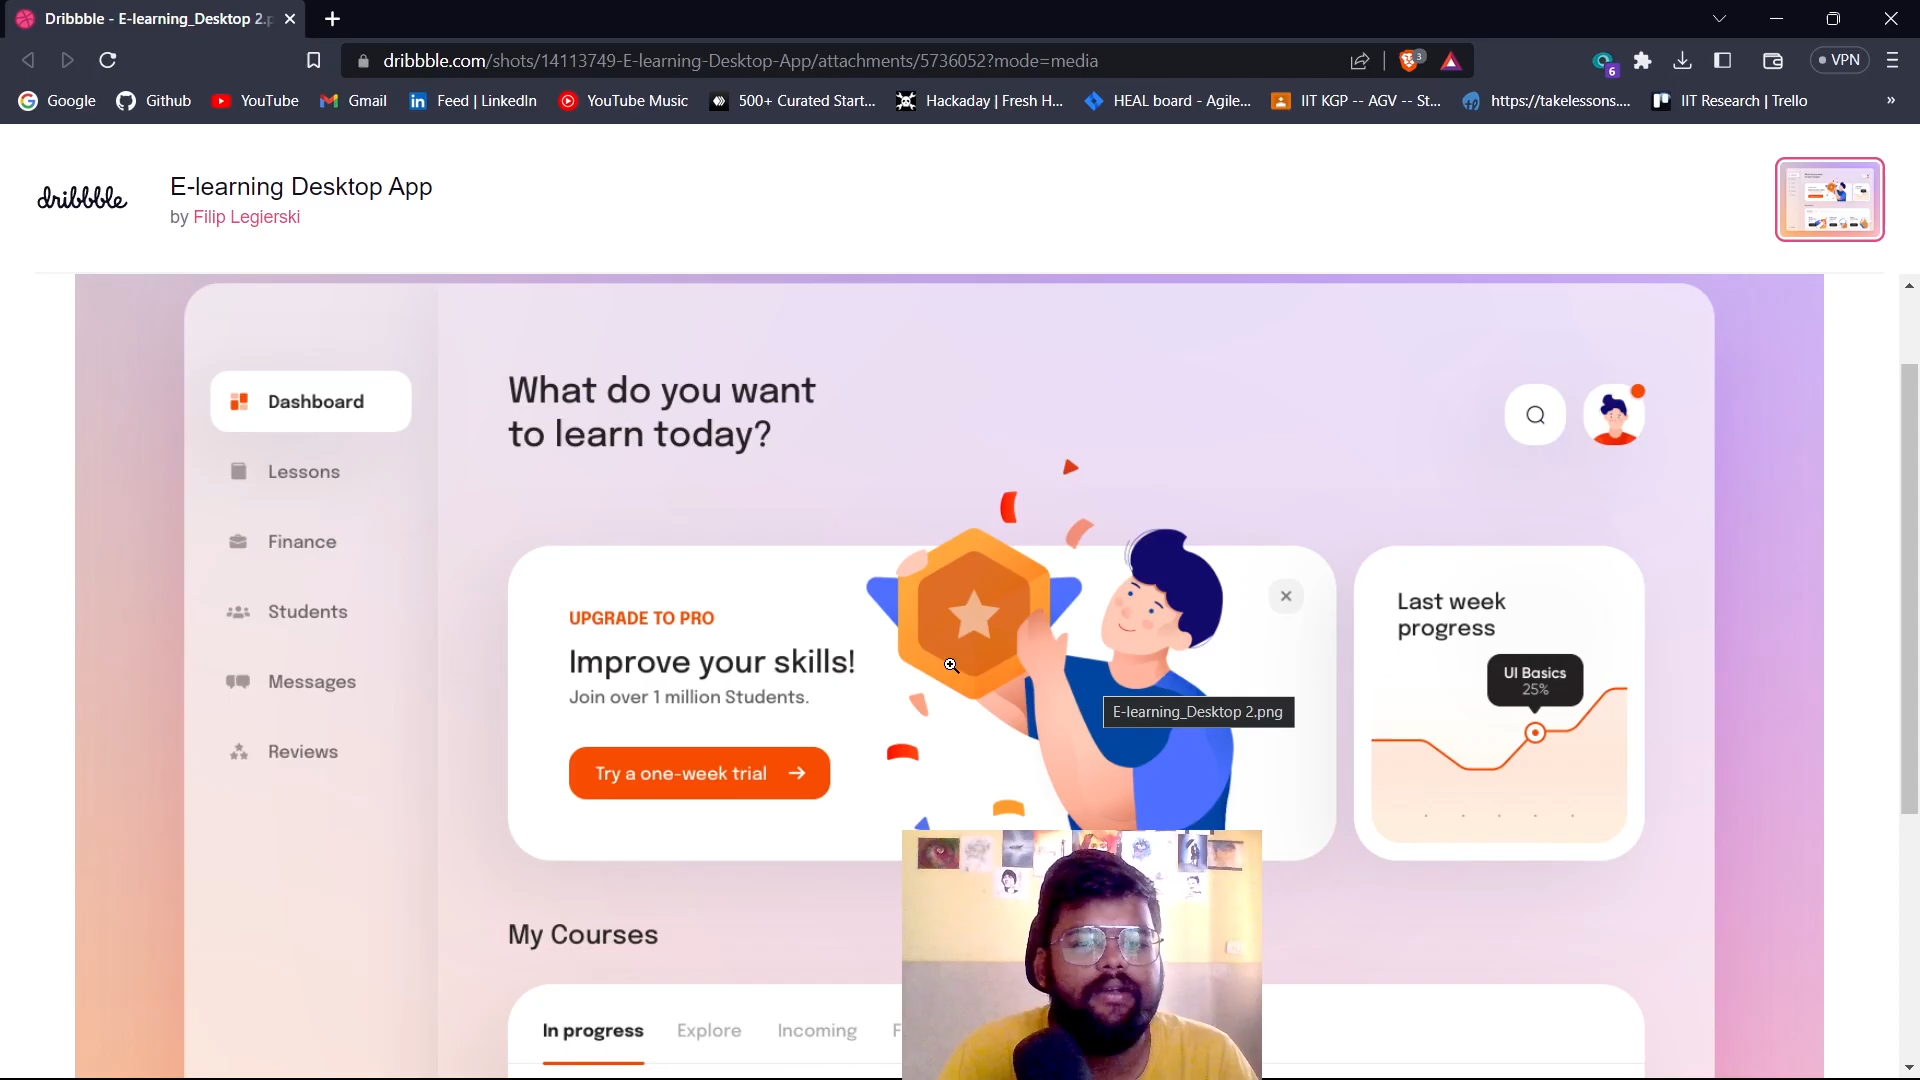 Dribbble - E-learning_Desktop 2.p
dribbble.com/shots/14113749-E-learning-Desktop-App/attachments/5736052?mode=media
3
6
VPN
Google
Github
YouTube
Gmail
Feed | LinkedIn
YouTube Music
500+ Curated Start...
Hackaday | Fresh H...
HEAL board - Agile...
IIT KGP -- AGV -- St...
https://takelessons....
IIT Research | Trello
»
dribbble
E-learning Desktop App
by Filip Legierski
Dashboard
Lessons
Finance
Students
Messages
Reviews
What do you want
to learn today?
UPGRADE TO PRO
Improve your skills!
Join over 1 million Students.
Try a one-week trial
E-learning_Desktop 2.png
Last week
progress
UI Basics
25%
My Courses
In progress
Explore
Incoming
F